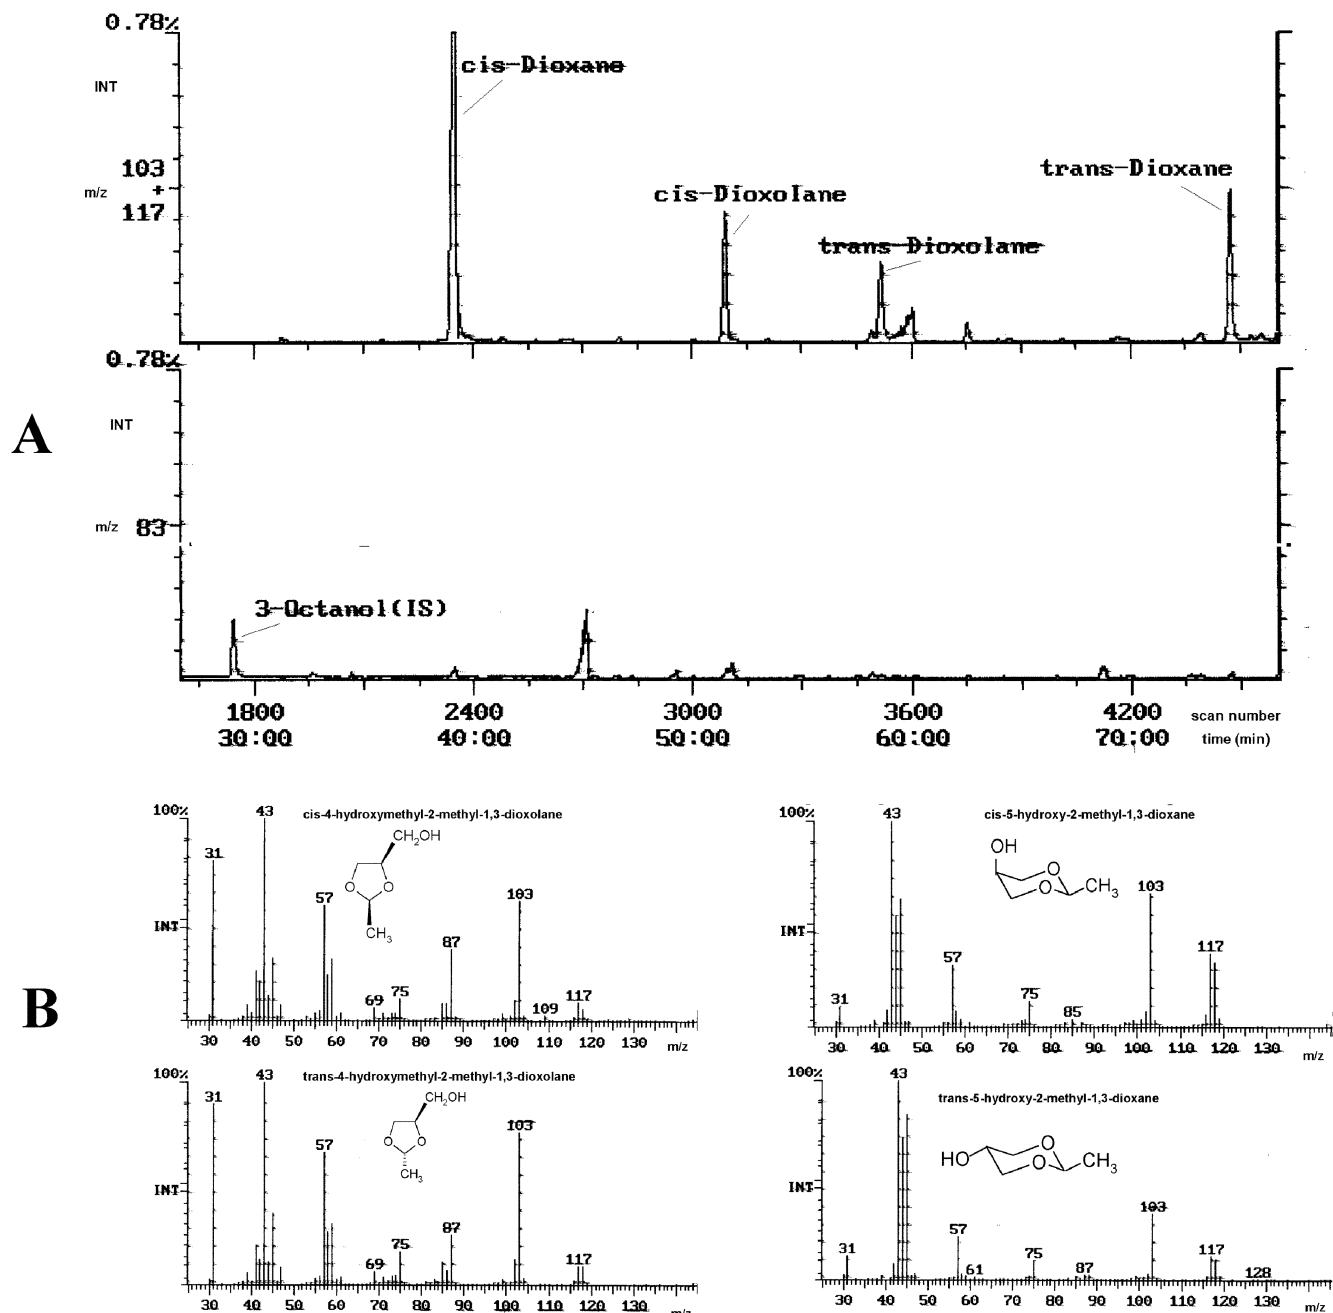 0.78%
INT
cis-Dioxane
103
m/z +
117
cis-Dioxolane
trans-Dioxolane
trans-Dioxane
0.78%
A
INT
m/z 83
3-Octanol(IS)
1800 2400 3000 3600 4200 scan number
30:00 40:00 50:00 60:00 70:00 time (min)
B
100%
cis-4-hydroxymethyl-2-methyl-1,3-dioxolane
43
CH2OH
31
O O
CH3
57
103
INT
87
69 75
109 117
30 40 50 60 70 80 90 100 110 120 130 m/z
100%
cis-5-hydroxy-2-methyl-1,3-dioxane
43
OH
O
O CH3
103
INT
57
117
31
75
85
30 40 50 60 70 80 90 100 110 120 130 m/z
100%
trans-4-hydroxymethyl-2-methyl-1,3-dioxolane
43
31
CH2OH
O O
CH3
57
103
INT
69 75 87
117
30 40 50 60 70 80 90 100 110 120 130 m/z
100%
43
trans-5-hydroxy-2-methyl-1,3-dioxane
HO
O
O CH3
INT
103
57
31
61
75
87
117
128
30 40 50 60 70 80 90 100 110 120 130 m/z